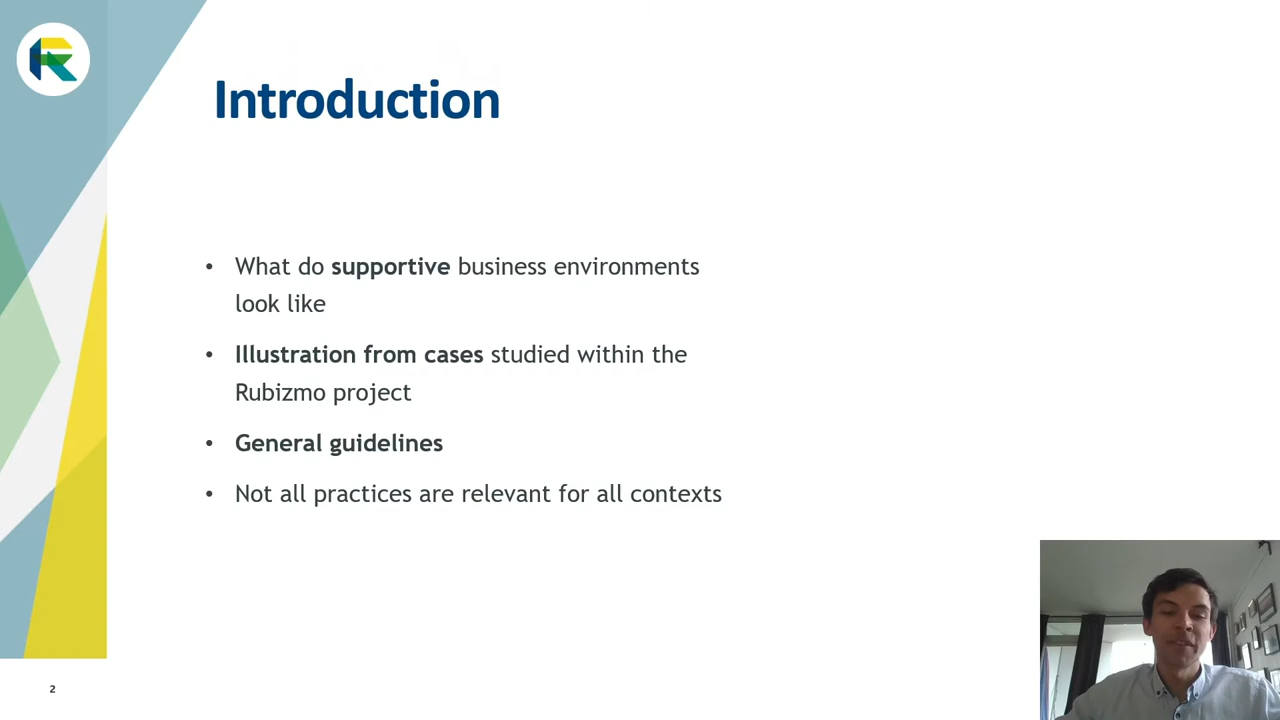 Introduction
• What do supportive business environments
look like
• Illustration from cases studied within the
Rubizmo project
• General guidelines
• Not all practices are relevant for all contexts
2